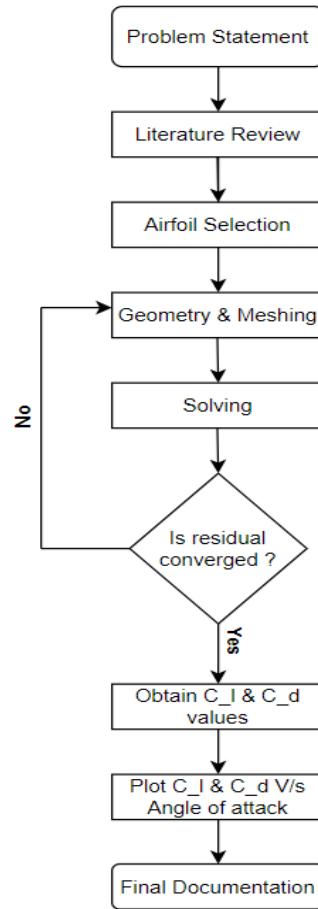 Problem Statement
Literature Review
Airfoil Selection
Geometry & Meshing
Solving
No
Is residual
converged ?
Yes
Obtain C_l & C_d
values
Plot C_l & C_d V/s
Angle of attack
Final Documentation